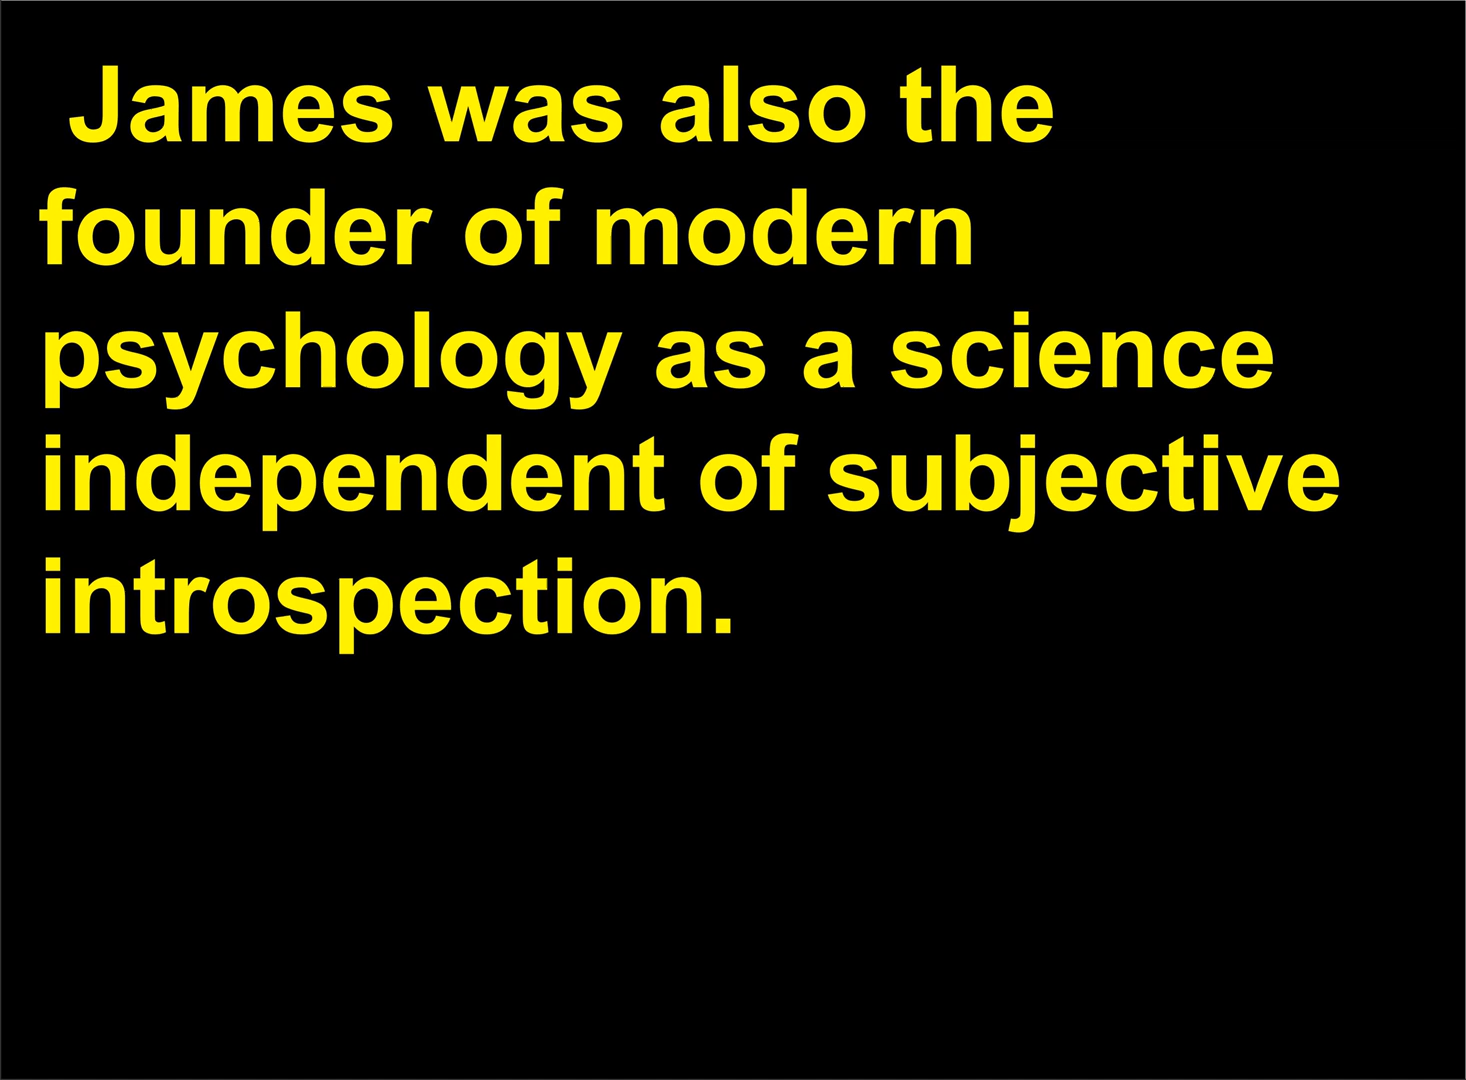 James was also the
founder of modern
psychology as a science
independent of subjective
introspection.